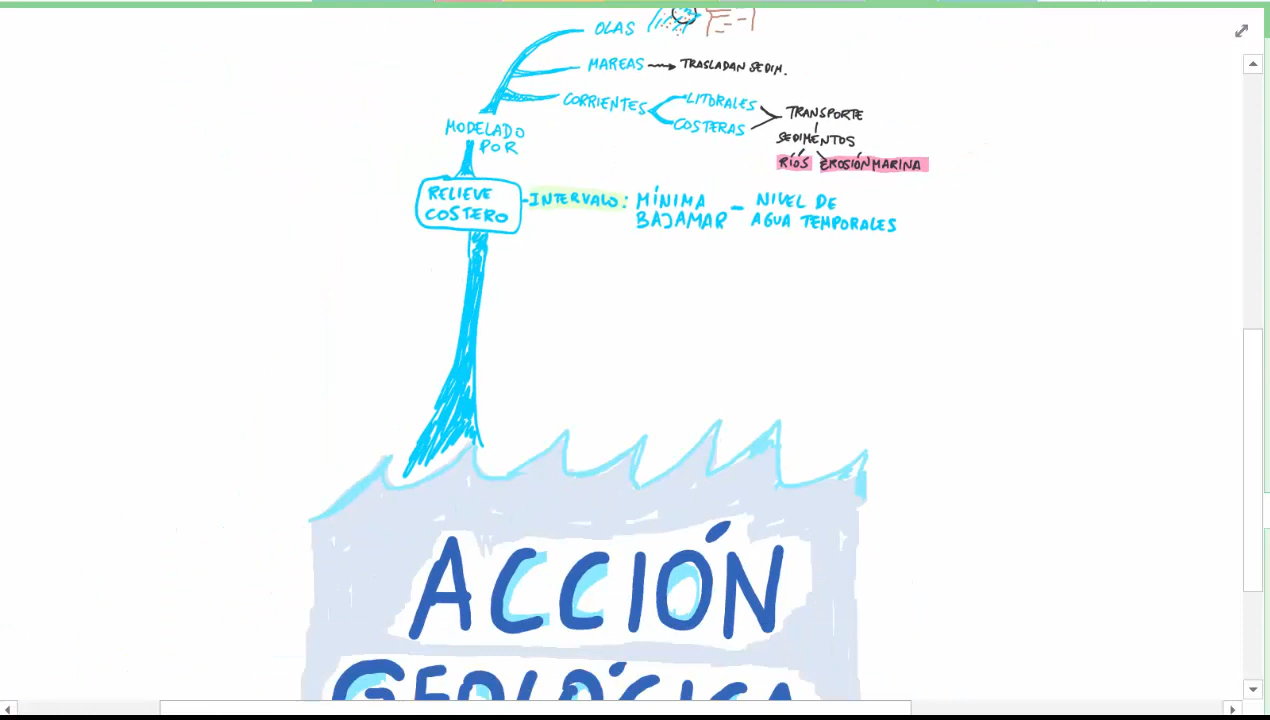 OLAS
MAREAS → TRASLADAN SEDIM.
CORRIENTES
LITORALES
COSTERAS
TRANSPORTE
SEDIMENTOS
RÍOS EROSIÓN MARINA
MODELADO
POR
RELIEVE
COSTERO
INTERVALO: MÍNIMA
BAJAMAR - NIVEL DE
AGUA TEMPORALES
ACCIÓN
GEOLÓGICA